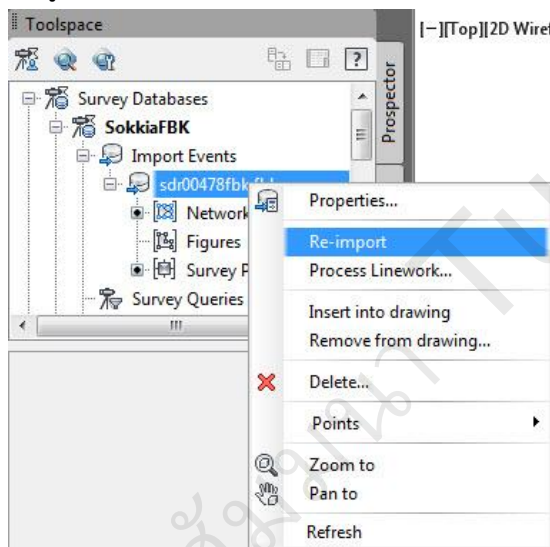 Toolspace
[−][Top][2D Wiref
?
Prospector
Survey Databases
SokkiaFBK
Import Events
sdr00478fbk
Network
Figures
Survey P
Survey Queries
Properties...
Re-import
Process Linework...
Insert into drawing
Remove from drawing...
Delete...
Points
Zoom to
Pan to
Refresh